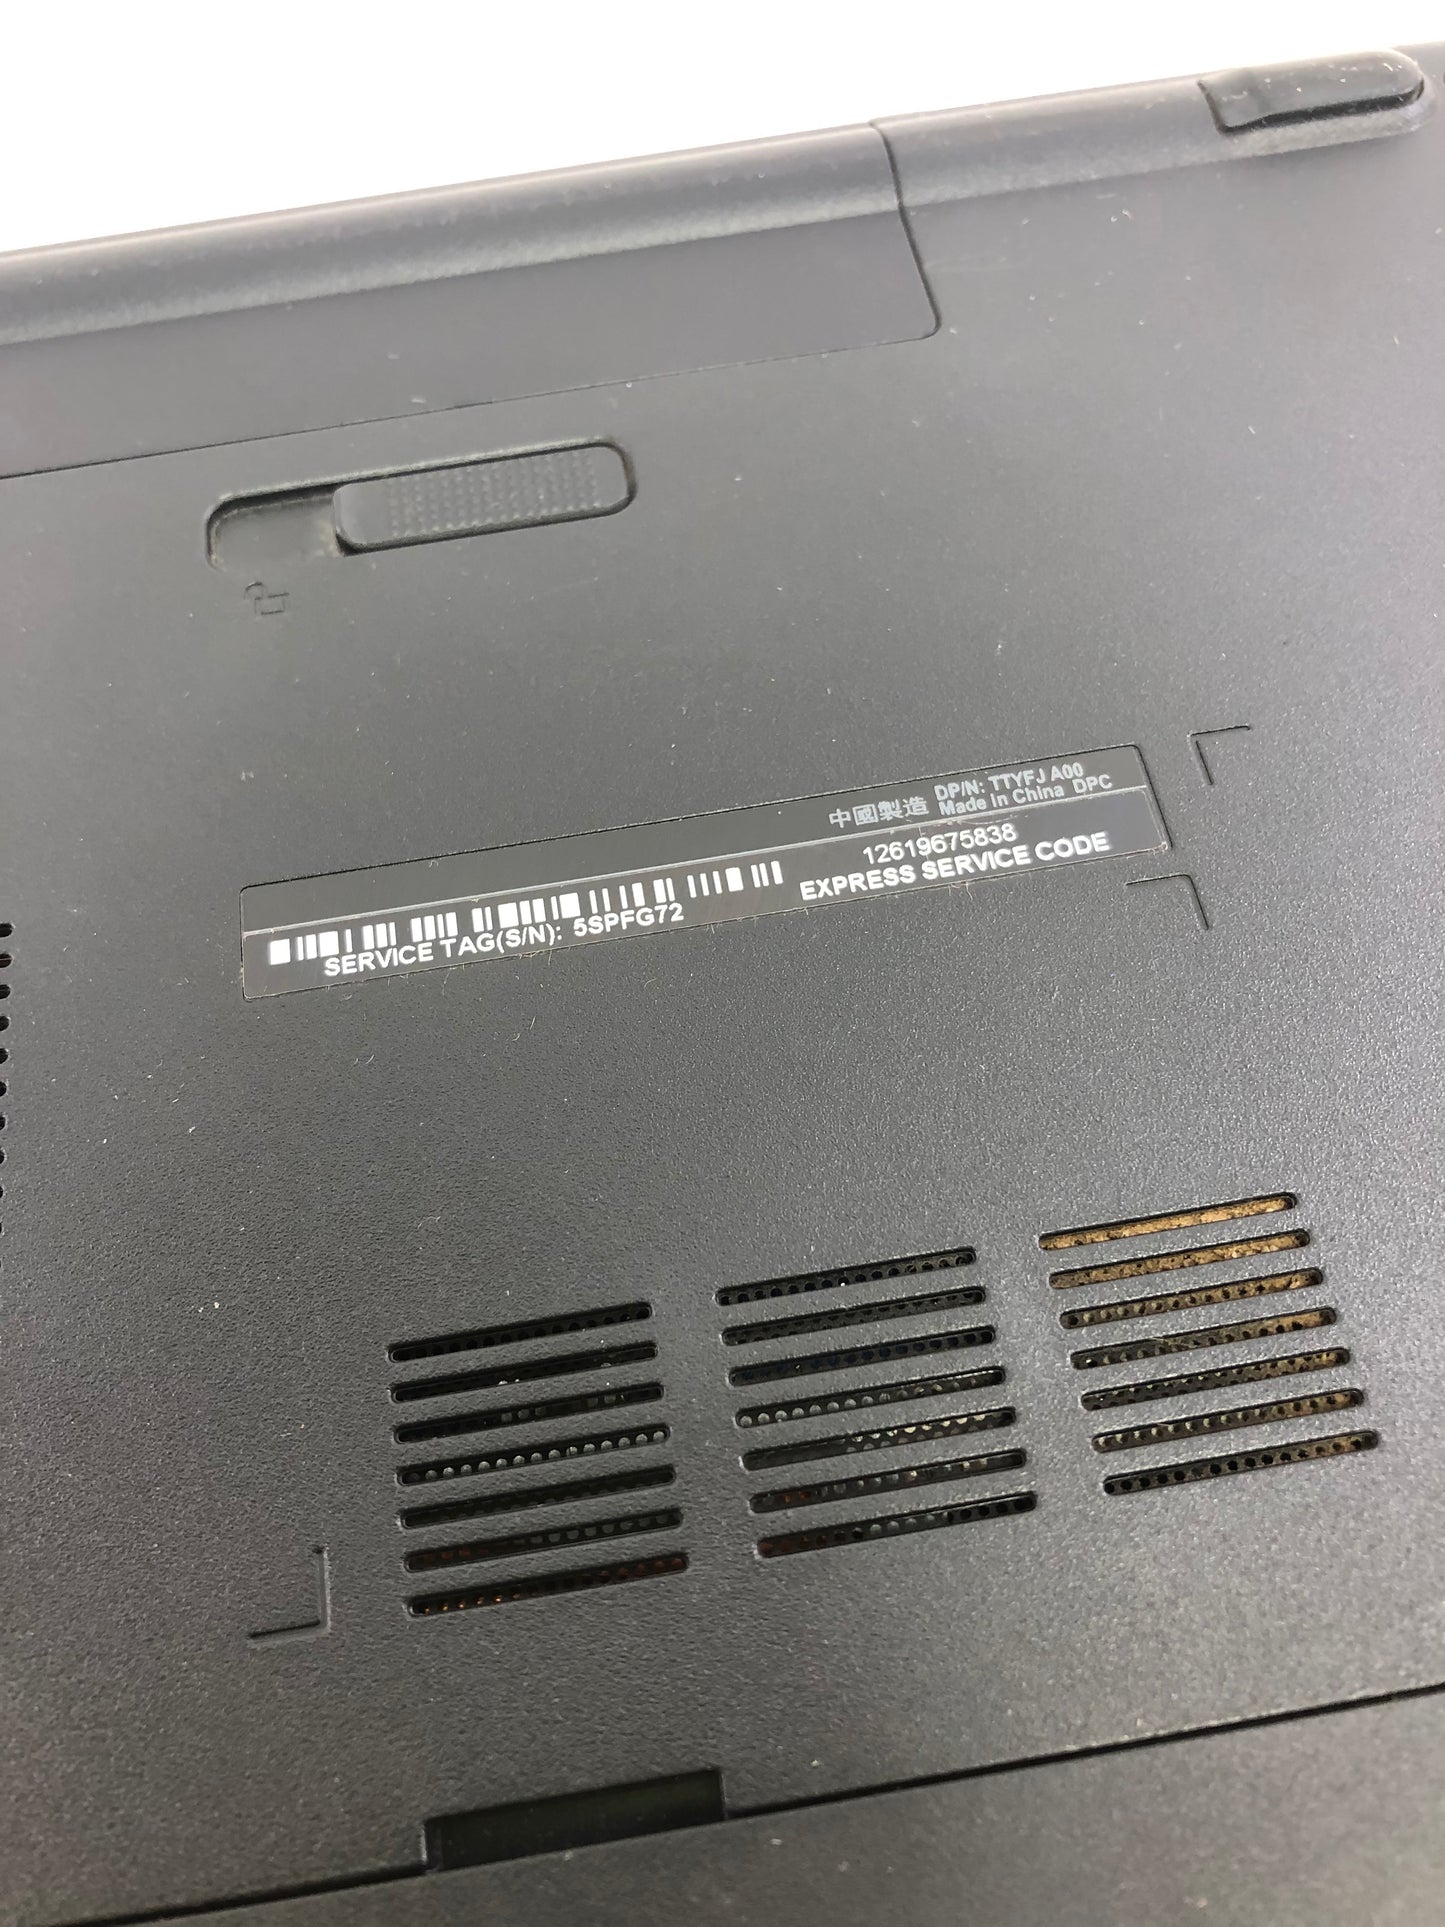 DP/N: TTYFJ A00
中國製造 Made in China DPC
12619675838
EXPRESS SERVICE CODE
SERVICE TAG(S/N): 5SPFG72